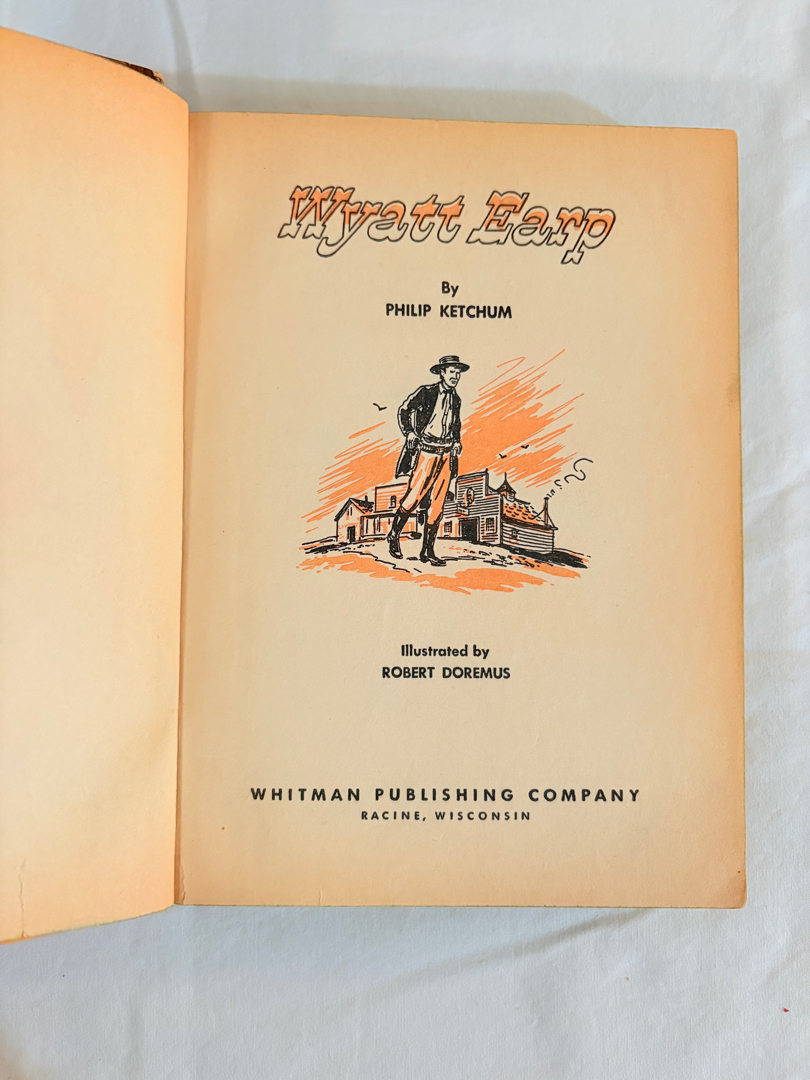 Wyatt Earp
By
PHILIP KETCHUM
Illustrated by
ROBERT DOREMUS
WHITMAN PUBLISHING COMPANY
RACINE, WISCONSIN